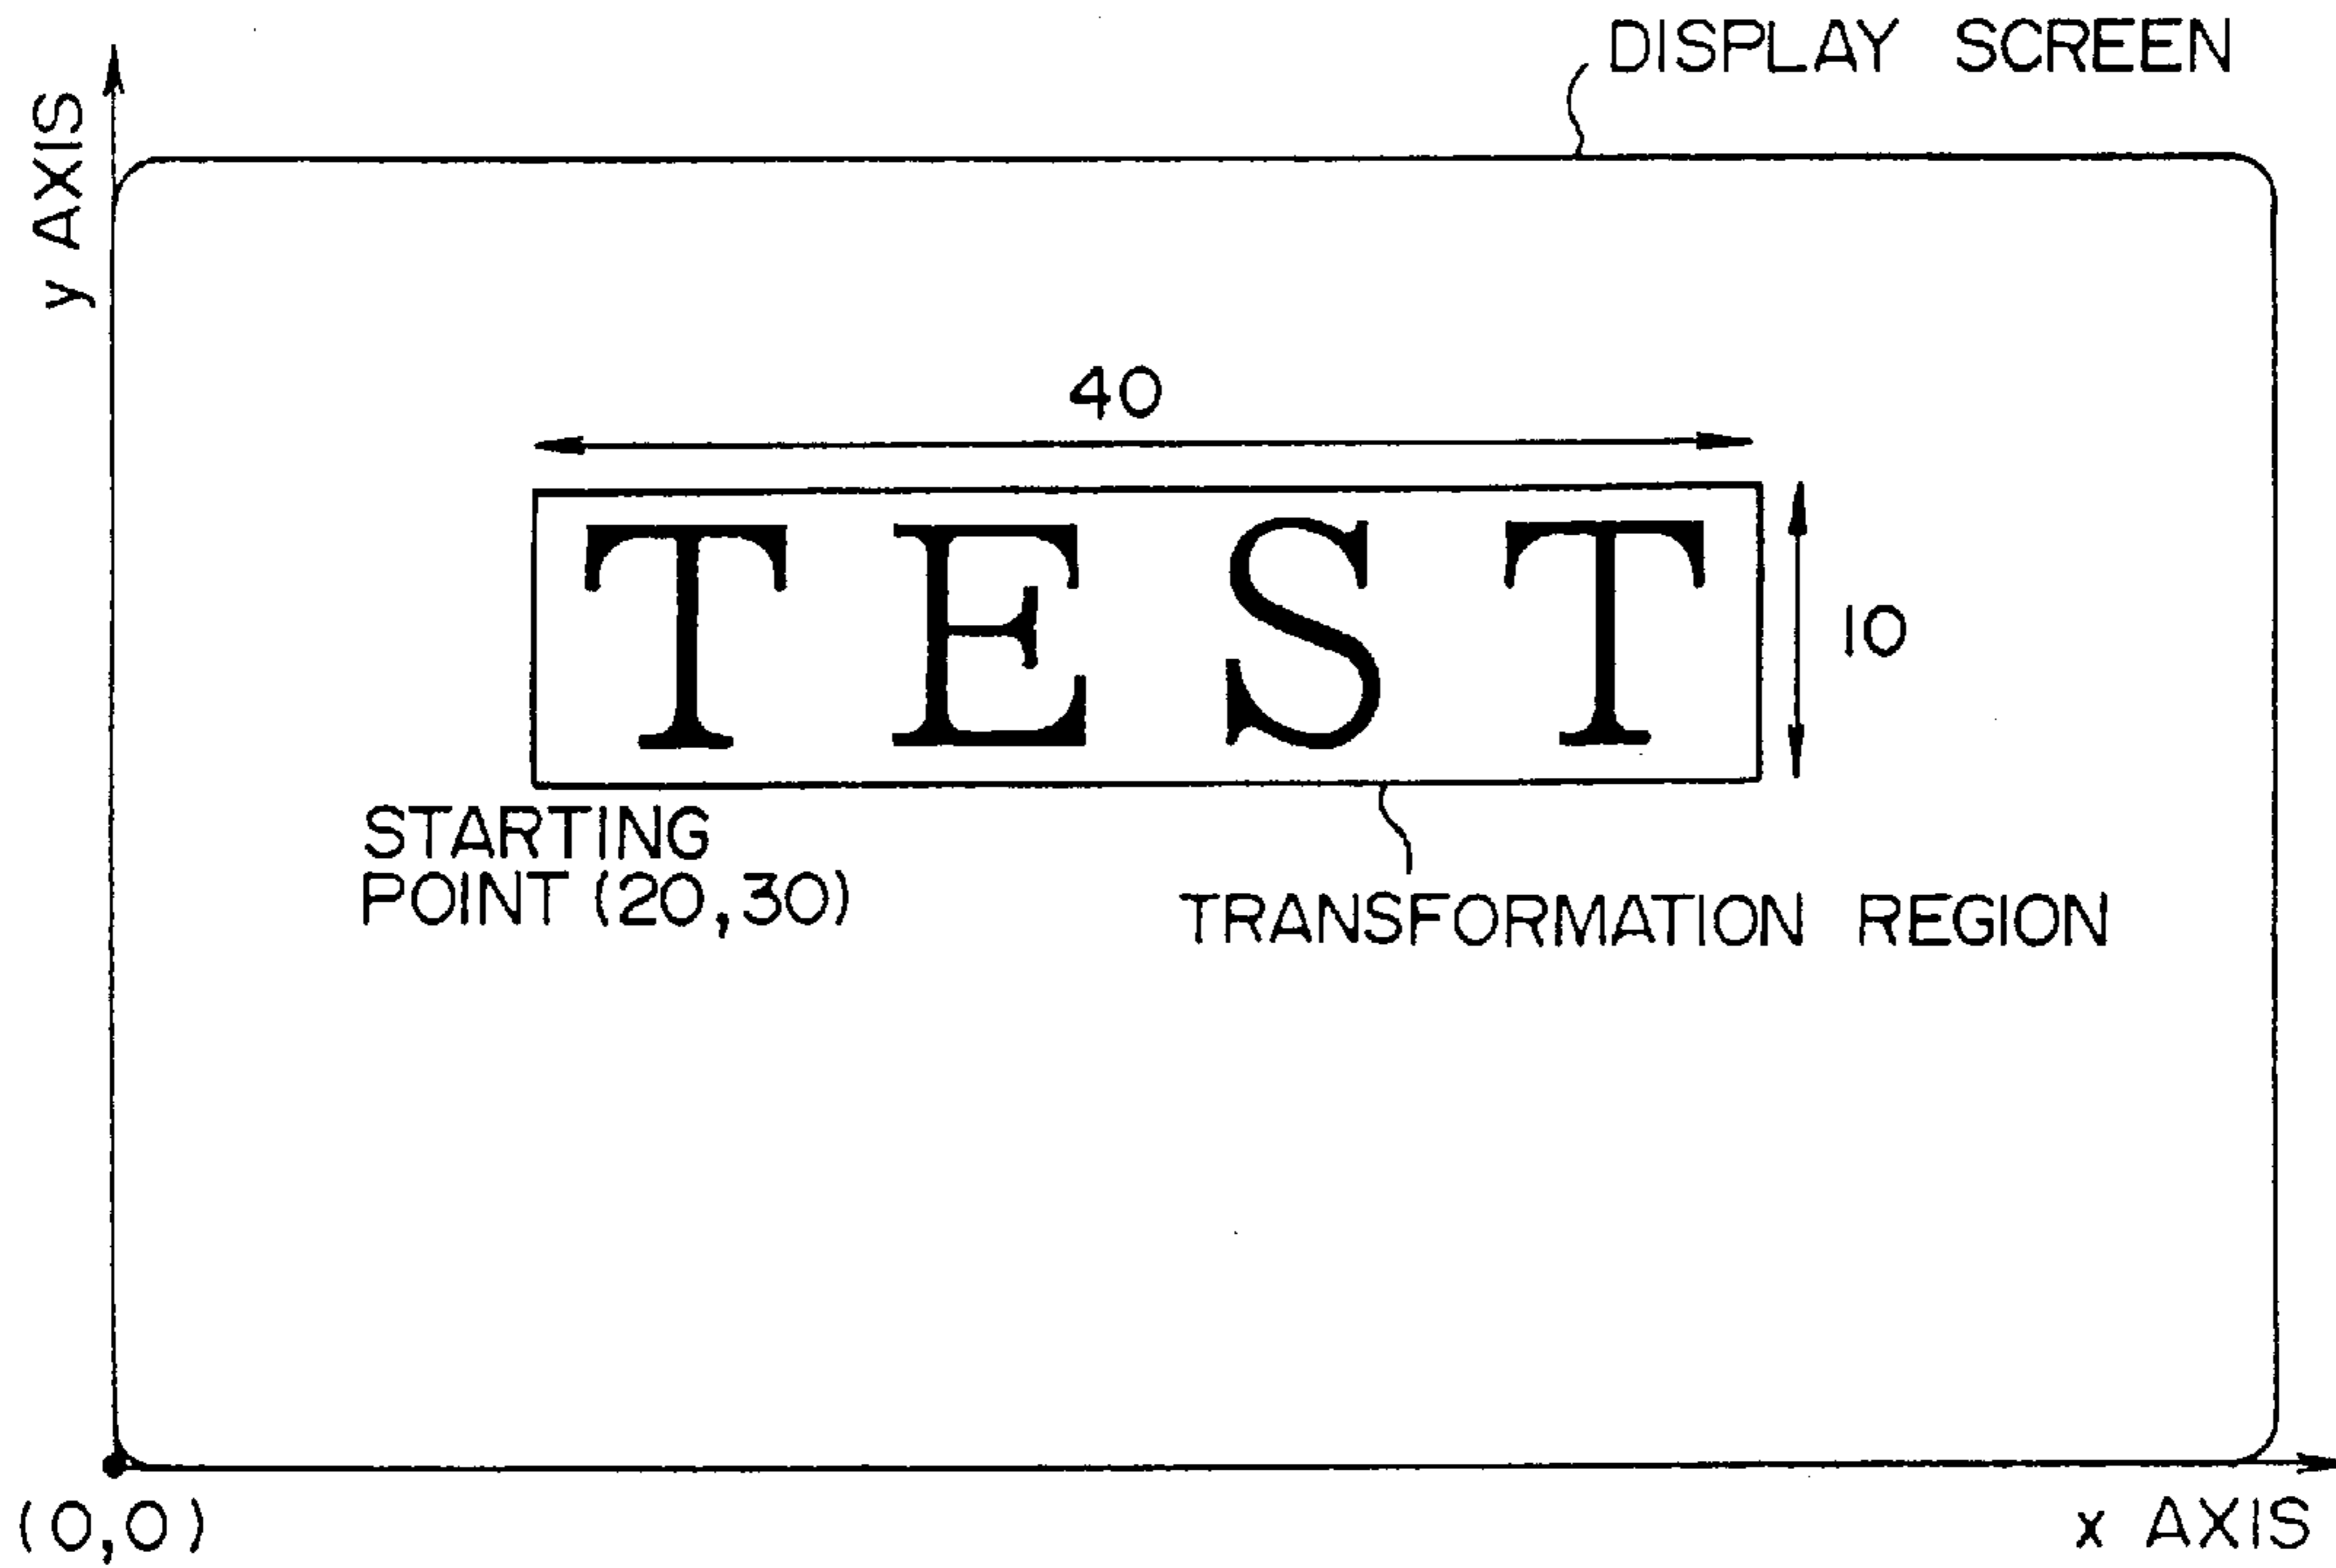 DISPLAY SCREEN
y AXIS
40
TEST
10
STARTING
POINT (20,30)
TRANSFORMATION REGION
(0,0)
x AXIS